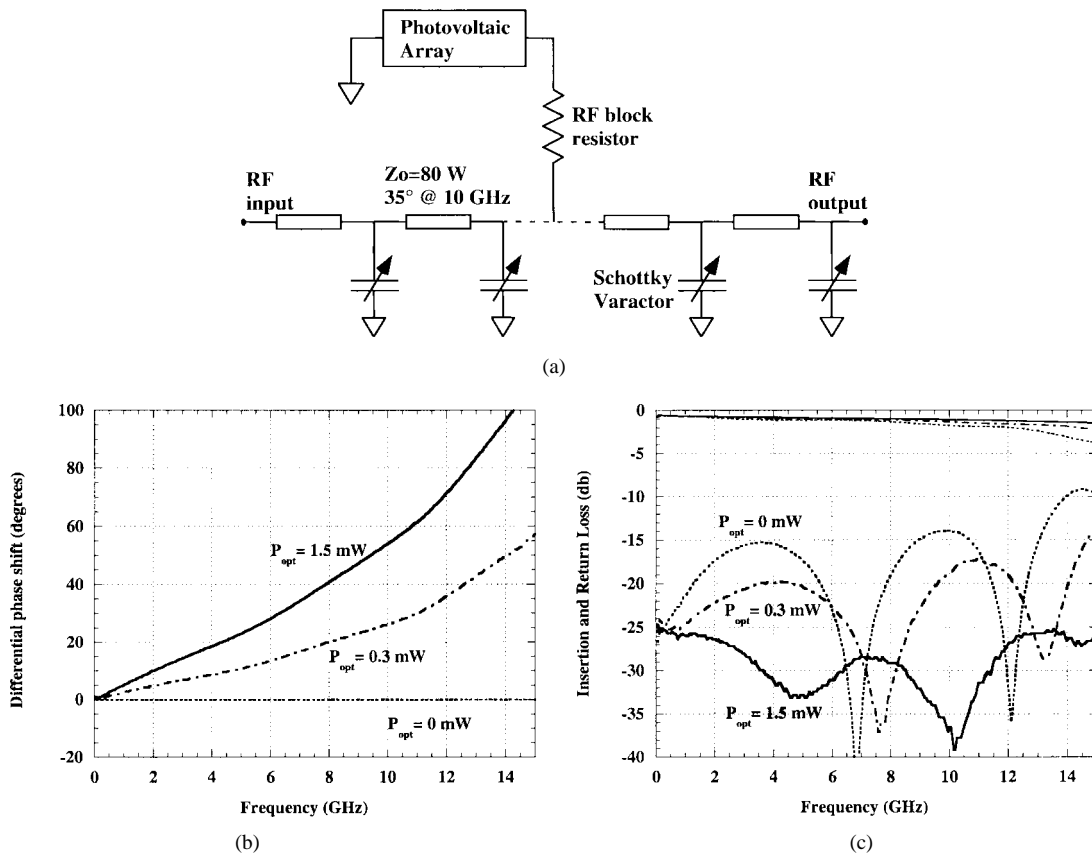 Photovoltaic
Array
RF block
resistor
Zo=80 W
35° @ 10 GHz
RF
input
RF
output
Schottky
Varactor
(a)
100
80
60
40
20
0
-20
0 2 4 6 8 10 12 14
Differential phase shift (degrees)
Frequency (GHz)
P_opt = 1.5 mW
P_opt = 0.3 mW
P_opt = 0 mW
(b)
0
-5
-10
-15
-20
-25
-30
-35
-40
0 2 4 6 8 10 12 14
Insertion and Return Loss (db)
Frequency (GHz)
P_opt = 0 mW
P_opt = 0.3 mW
P_opt = 1.5 mW
(c)